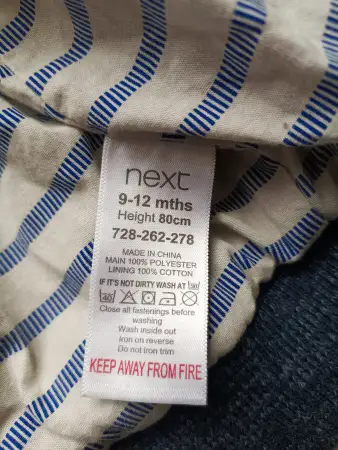 next
9-12 mths
Height 80cm
728-262-278
MADE IN CHINA
MAIN 100% POLYESTER
LINING 100% COTTON
IF IT'S NOT DIRTY WASH AT 30
40
Close all fastenings before
washing
Wash inside out
Iron on reverse
Do not iron trim
KEEP AWAY FROM FIRE